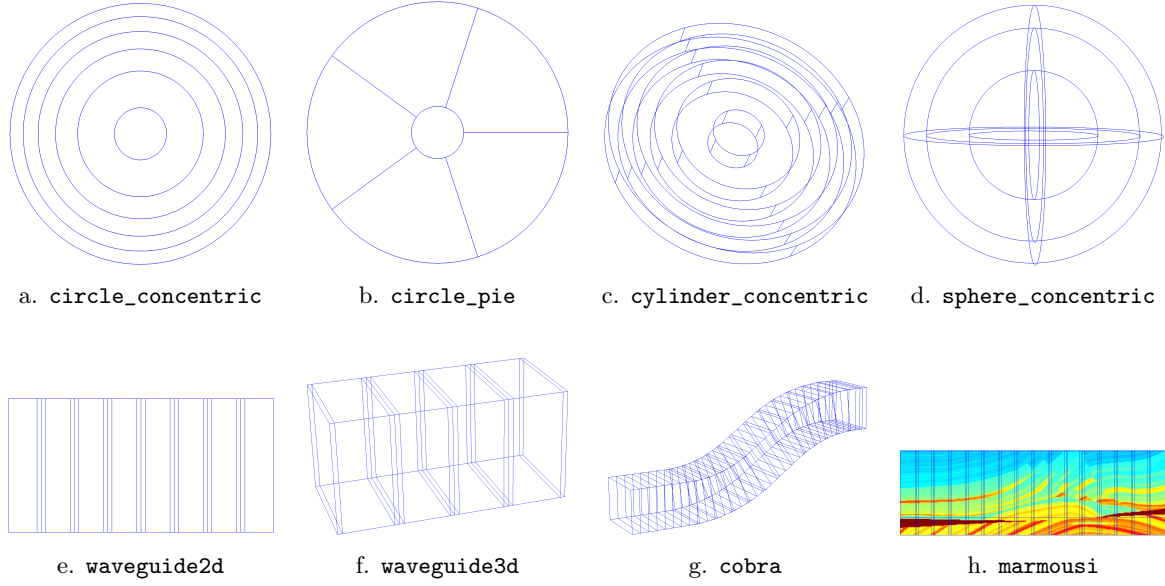 a. circle_concentric
b. circle_pie
c. cylinder_concentric
d. sphere_concentric
e. waveguide2d
f. waveguide3d
g. cobra
h. marmousi